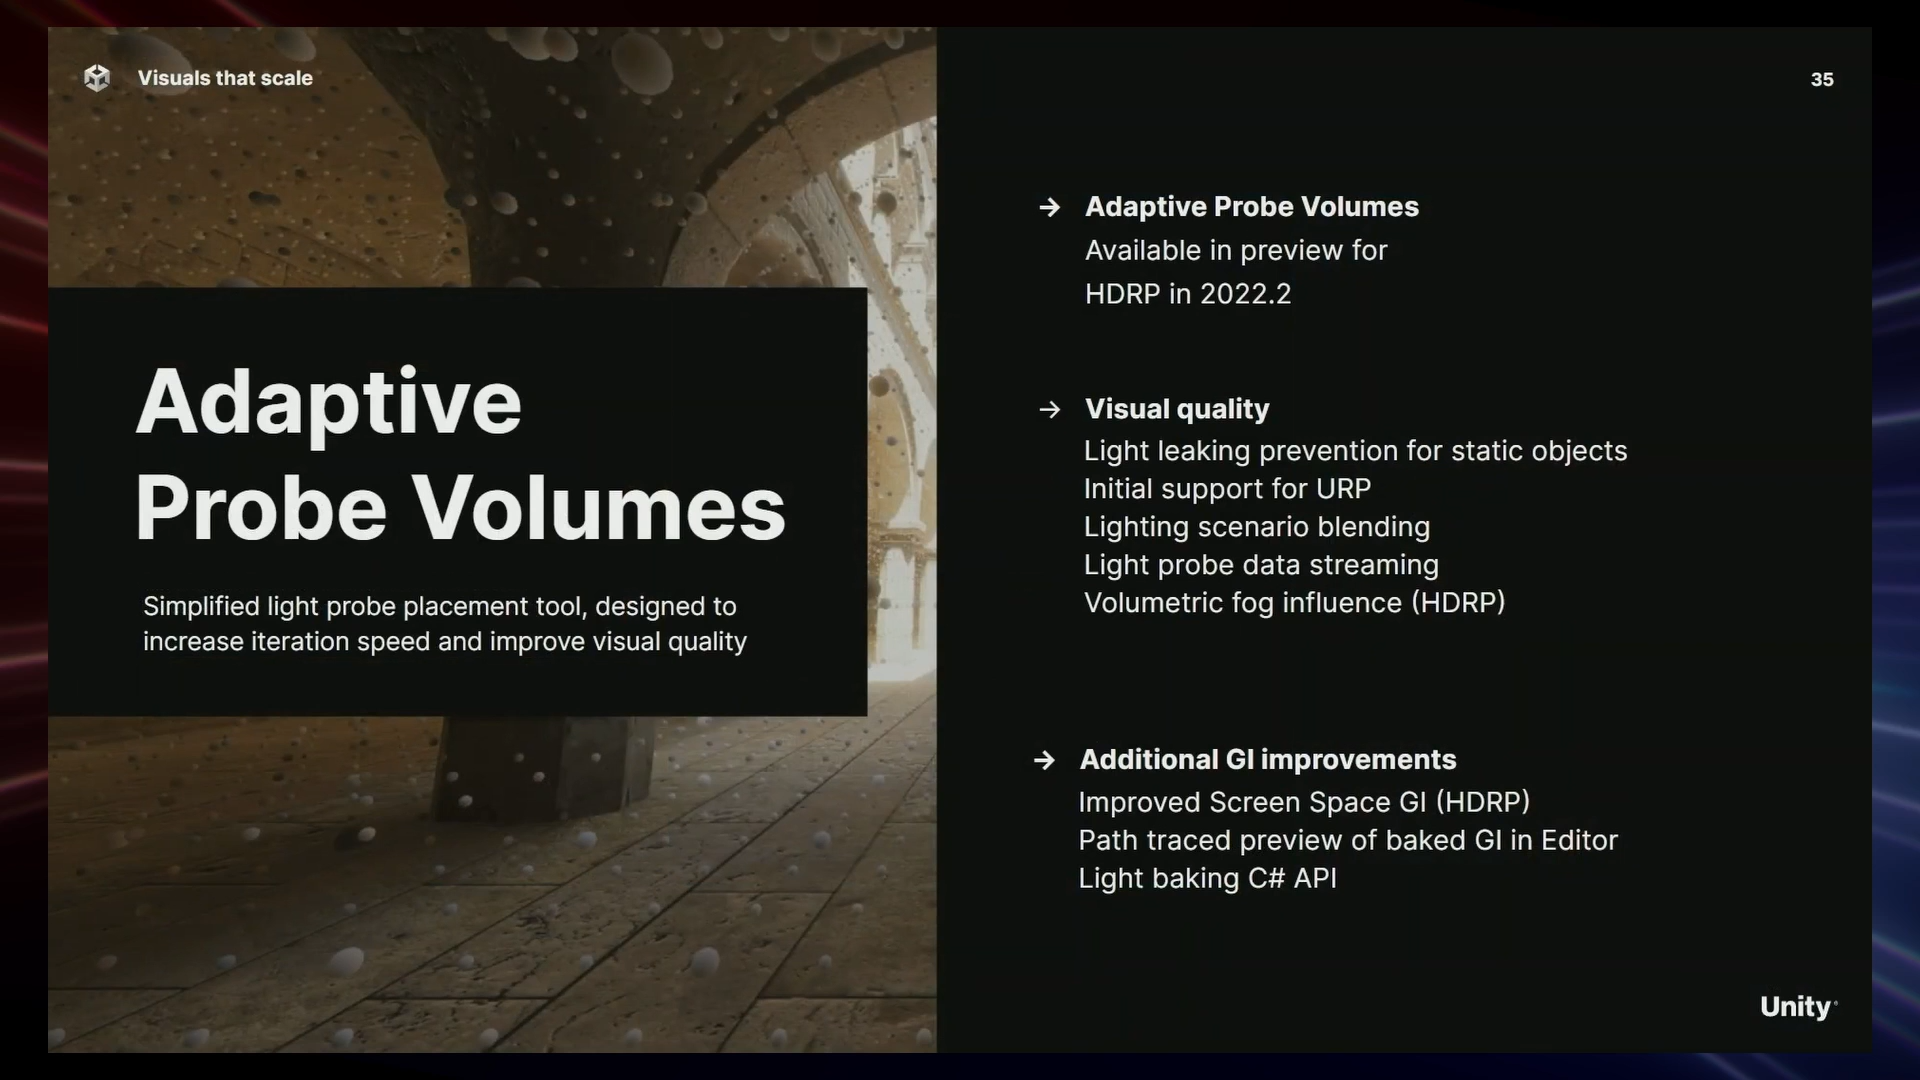 Visuals that scale
35
Adaptive
Probe Volumes
Simplified light probe placement tool, designed to
increase iteration speed and improve visual quality
→ Adaptive Probe Volumes
Available in preview for
HDRP in 2022.2
→ Visual quality
Light leaking prevention for static objects
Initial support for URP
Lighting scenario blending
Light probe data streaming
Volumetric fog influence (HDRP)
→ Additional GI improvements
Improved Screen Space GI (HDRP)
Path traced preview of baked GI in Editor
Light baking C# API
Unity